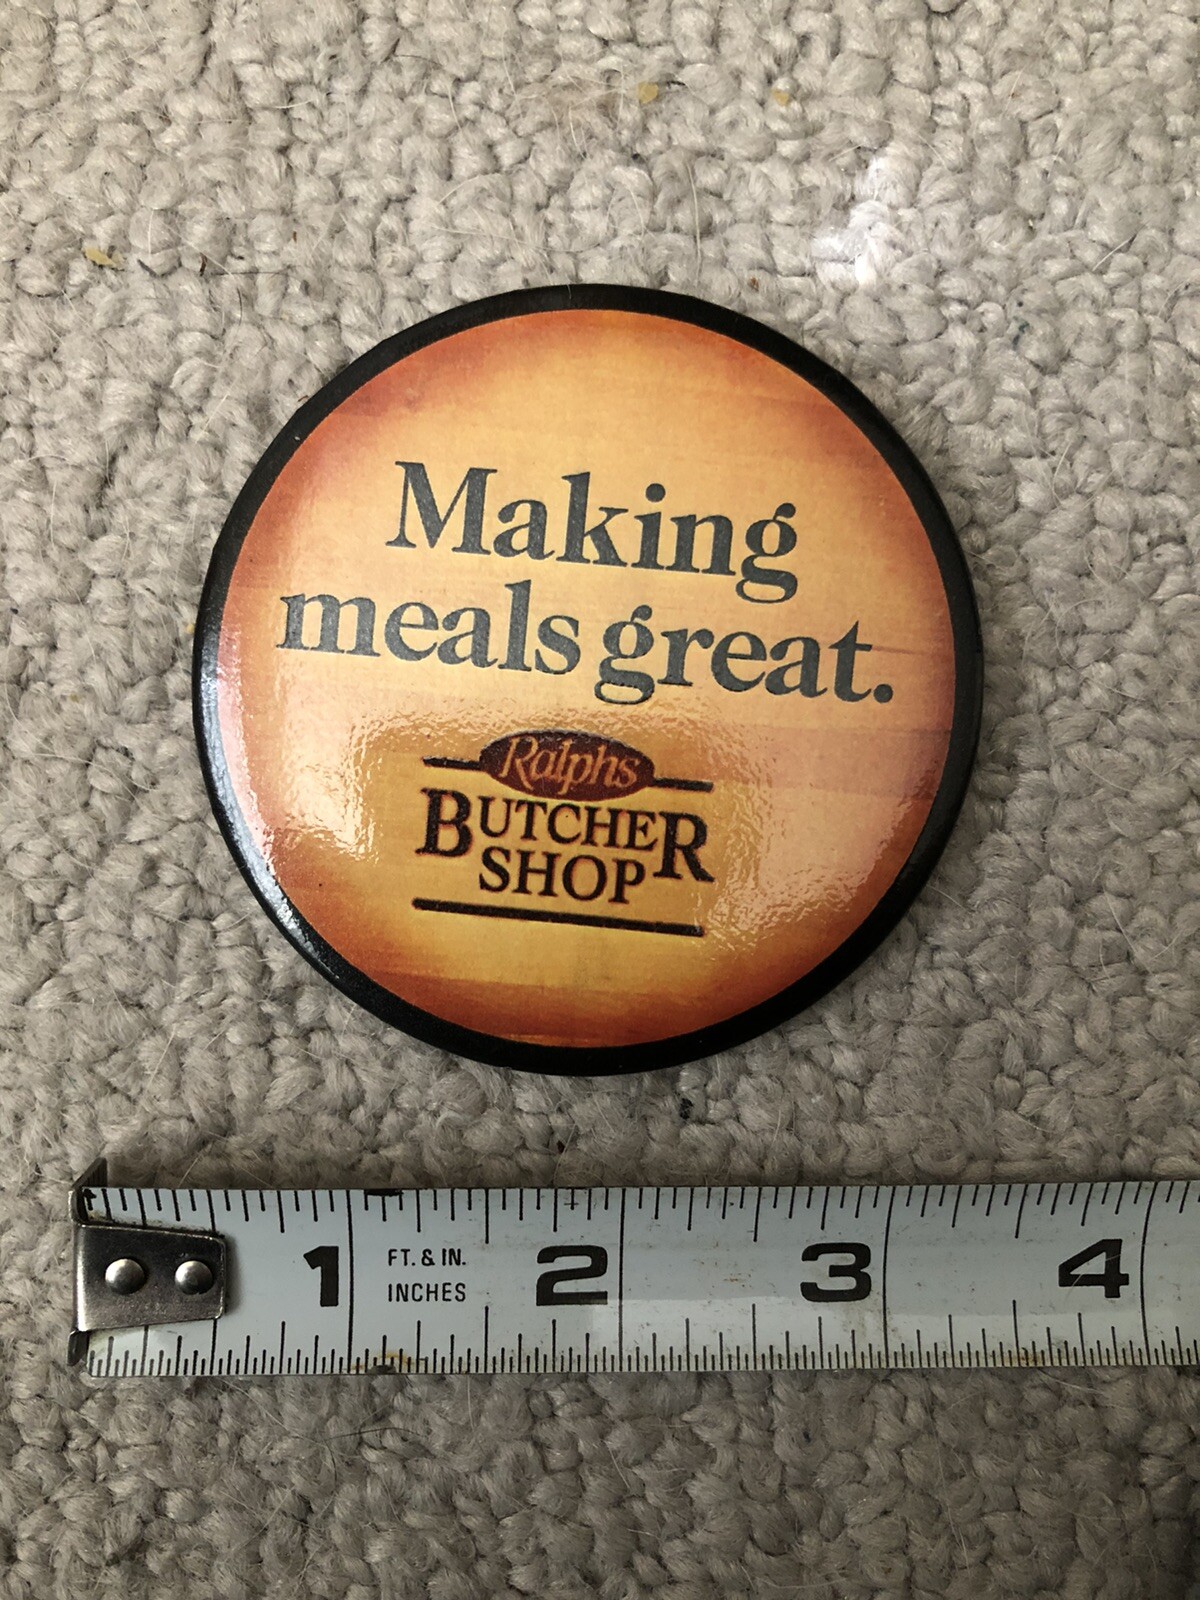 Making
meals great.
Ralphs
BUTCHER
SHOP
1 FT. & IN. 2 3 4
INCHES